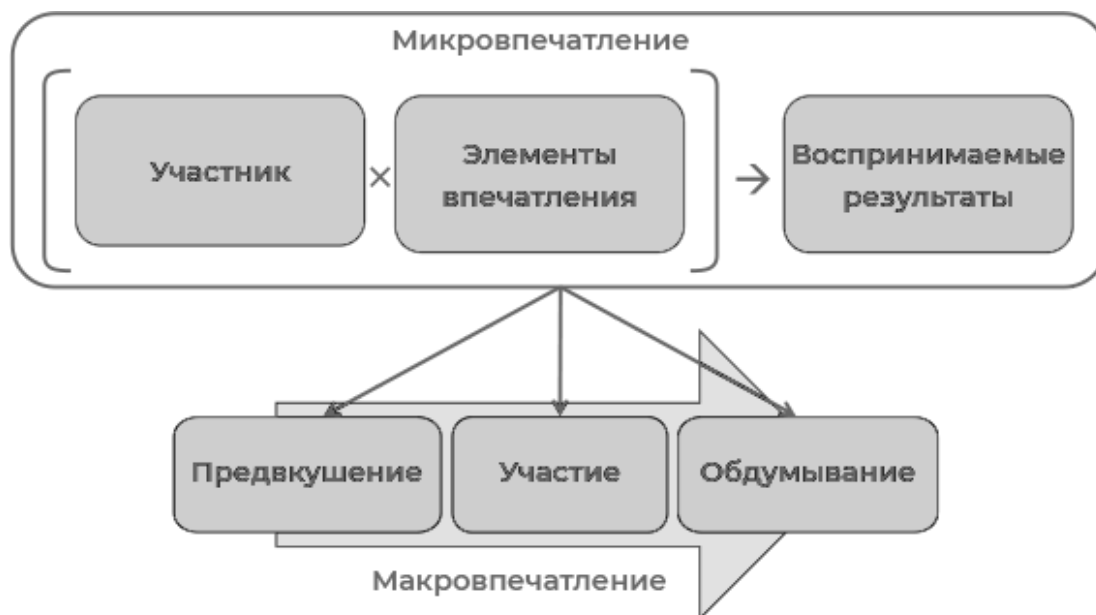 Микровпечатление
Участник
×
Элементы
впечатления
→
Воспринимаемые
результаты
Предвкушение
Участие
Обдумывание
Макровпечатление